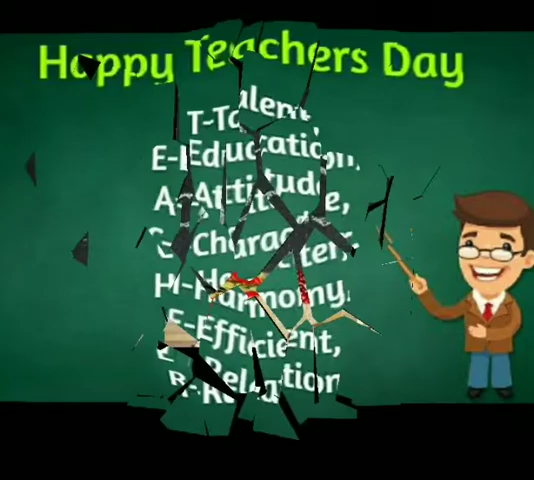 Happy Teachers Day
T-Talent,
E-Education,
A-Attitude,
C-Character,
H-Harmony,
E-Efficient,
R-Relation